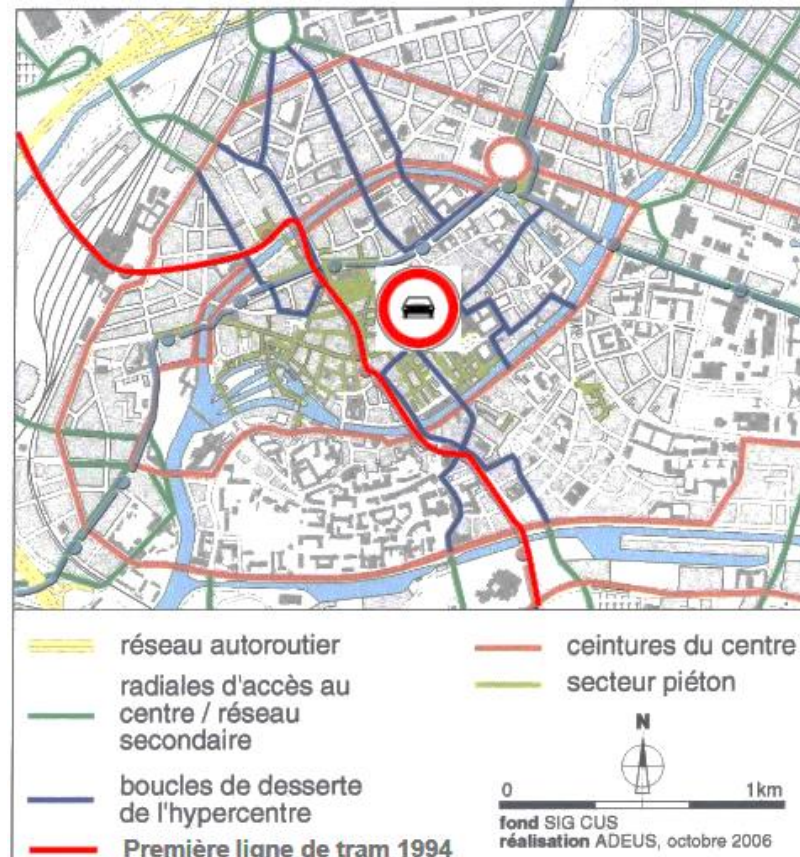 réseau autoroutier
radiales d'accès au
centre / réseau
secondaire
boucles de desserte
de l'hypercentre
Première ligne de tram 1994
ceintures du centre
secteur piéton
N
0 1km
fond SIG CUS
réalisation ADEUS, octobre 2006